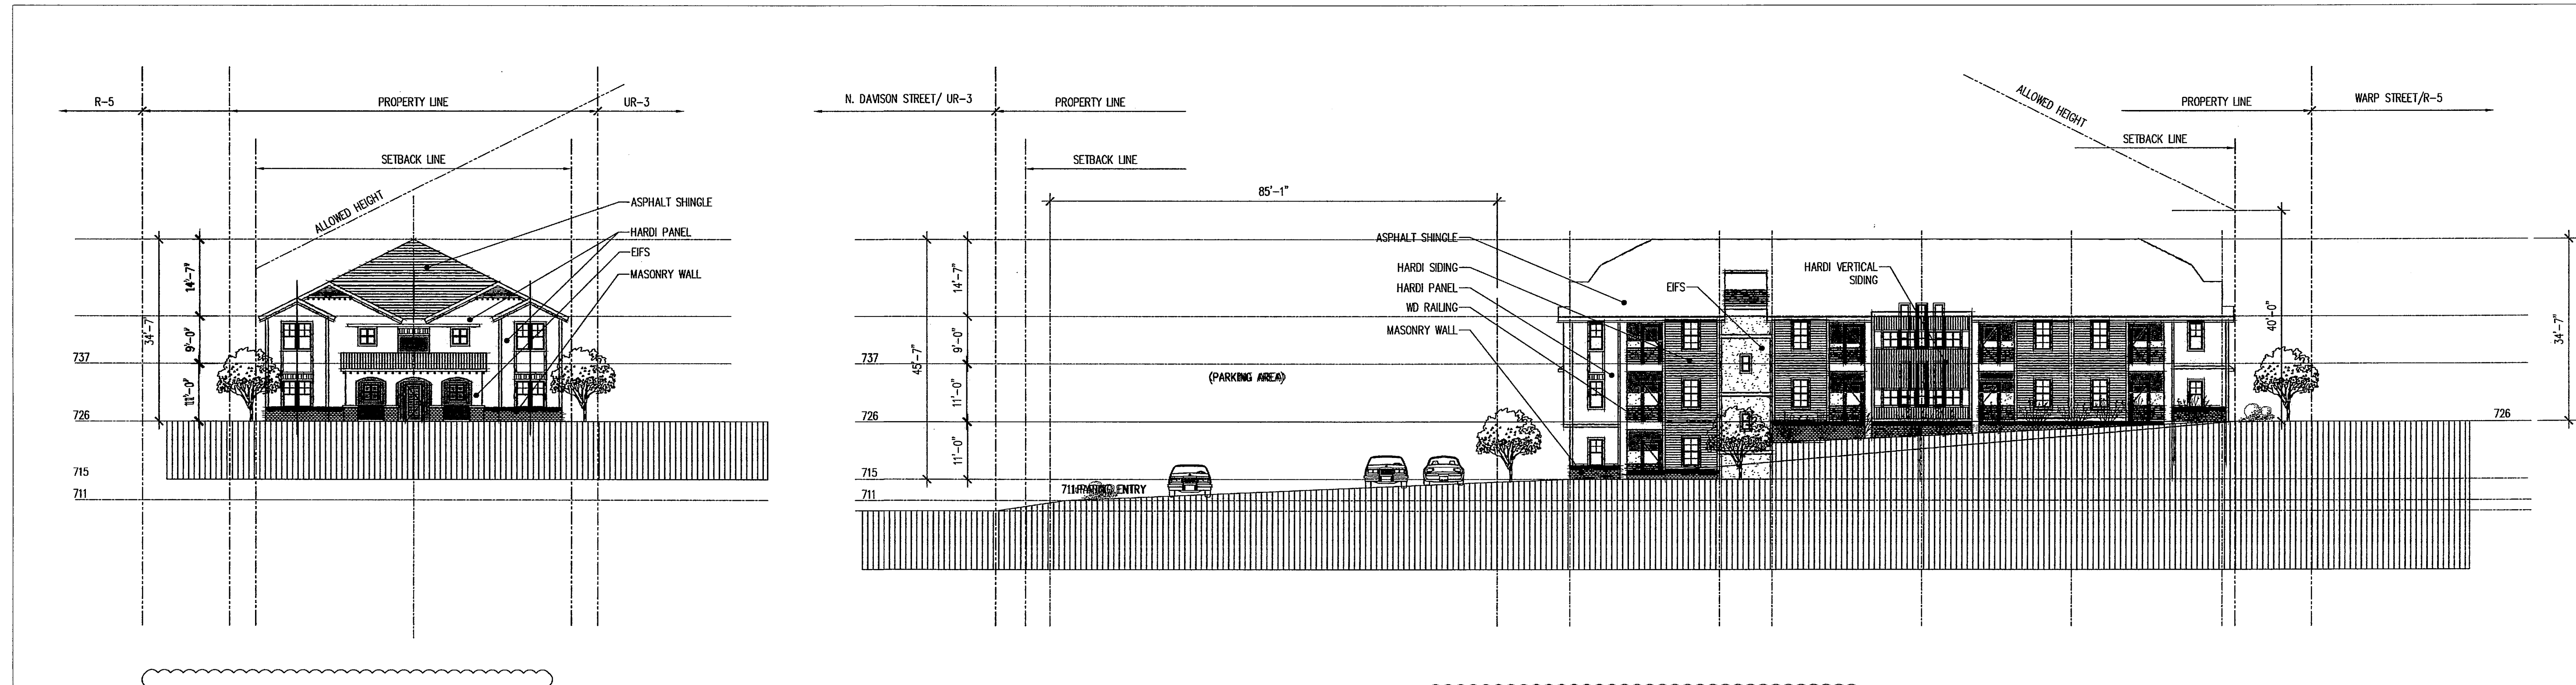 R-5
PROPERTY LINE
UR-3
SETBACK LINE
ALLOWED HEIGHT
ASPHALT SHINGLE
HARDI PANEL
EIFS
MASONRY WALL
14'-7"
34'-7"
9'-0"
737
11'-0"
726
715
711
N. DAVISON STREET/ UR-3
PROPERTY LINE
SETBACK LINE
85'-1"
ASPHALT SHINGLE
HARDI SIDING
HARDI PANEL
WD RAILING
MASONRY WALL
14'-7"
9'-0"
45'-7"
737
11'-0"
(PARKING AREA)
726
11'-0"
715
711
ENTRY
EIFS
HARDI VERTICAL
SIDING
ALLOWED HEIGHT
PROPERTY LINE
WARP STREET/R-5
SETBACK LINE
40'-0"
34'-7"
726